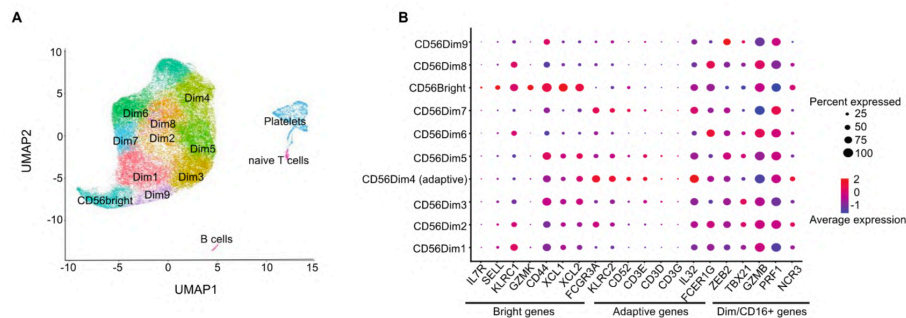 A
10
5
0
-5
-10
UMAP2
-10
-5
0
5
10
15
UMAP1
Dim4
Dim6
Dim8
Dim2
Dim7
Dim5
Dim1
Dim3
Dim9
CD56bright
Platelets
naive T cells
B cells
B
CD56Dim9
CD56Dim8
CD56Bright
CD56Dim7
CD56Dim6
CD56Dim5
CD56Dim4 (adaptive)
CD56Dim3
CD56Dim2
CD56Dim1
IL7R
SELL
KLRC1
GZMK
CD44
XCL1
XCL2
FCGR3A
KLRC2
CD52
CD3E
CD3D
CD3G
IL32
FCER1G
ZEB2
TBX21
GZMB
PRF1
NCR3
Bright genes
Adaptive genes
Dim/CD16+ genes
Percent expressed
25
50
75
100
2
1
0
-1
Average expression